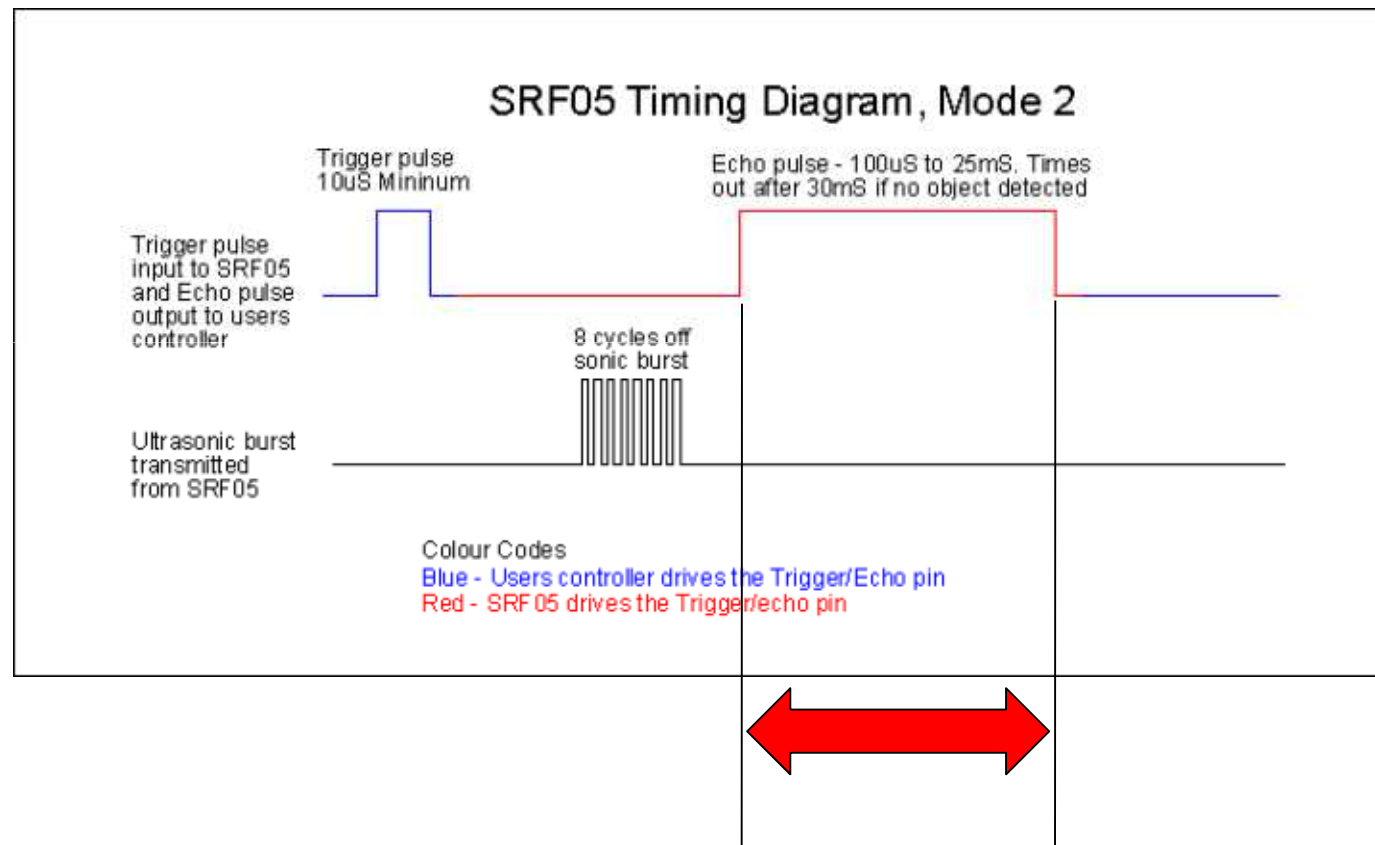 SRF05 Timing Diagram, Mode 2
Trigger pulse
10uS Mininum
Echo pulse - 100uS to 25mS. Times
out after 30mS if no object detected
Trigger pulse
input to SRF05
and Echo pulse
output to users
controller
8 cycles off
sonic burst
Ultrasonic burst
transmitted
from SRF05
Colour Codes
Blue - Users controller drives the Trigger/Echo pin
Red - SRF05 drives the Trigger/echo pin